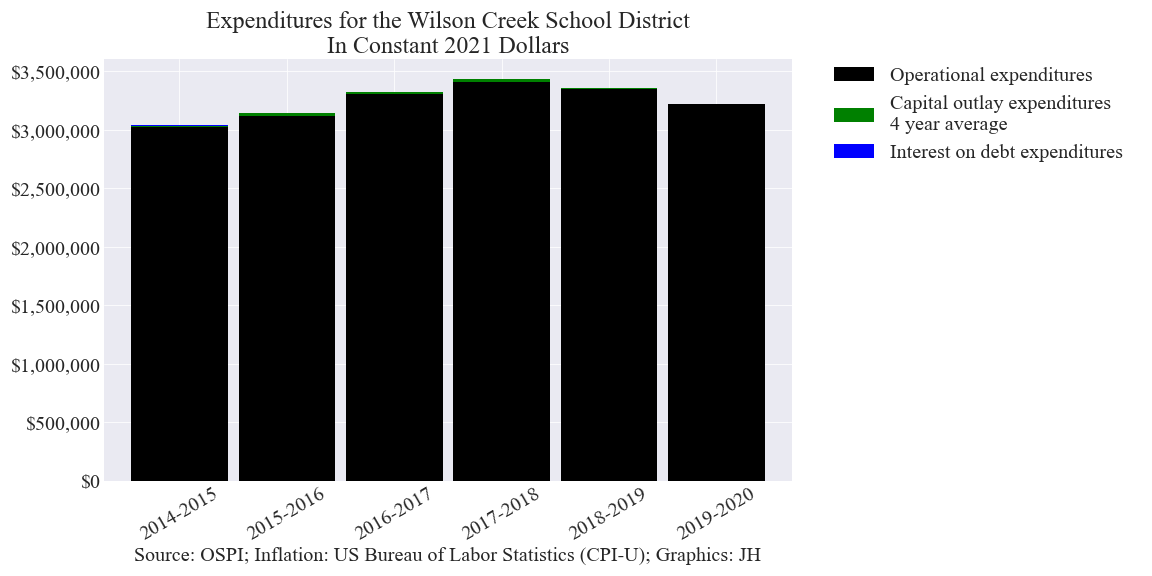 Expenditures for the Wilson Creek School District
In Constant 2021 Dollars
$3,500,000
$3,000,000
$2,500,000
$2,000,000
$1,500,000
$1,000,000
$500,000
$0
2014-2015
2015-2016
2016-2017
2017-2018
2018-2019
2019-2020
Source: OSPI; Inflation: US Bureau of Labor Statistics (CPI-U); Graphics: JH
Operational expenditures
Capital outlay expenditures
4 year average
Interest on debt expenditures